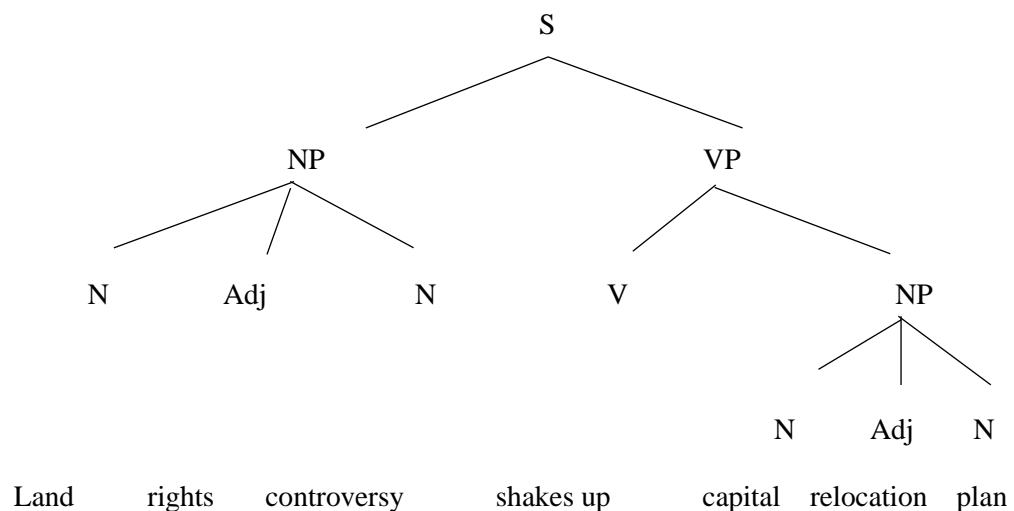 S
NP VP
N Adj N V NP
N Adj N
Land rights controversy shakes up capital relocation plan